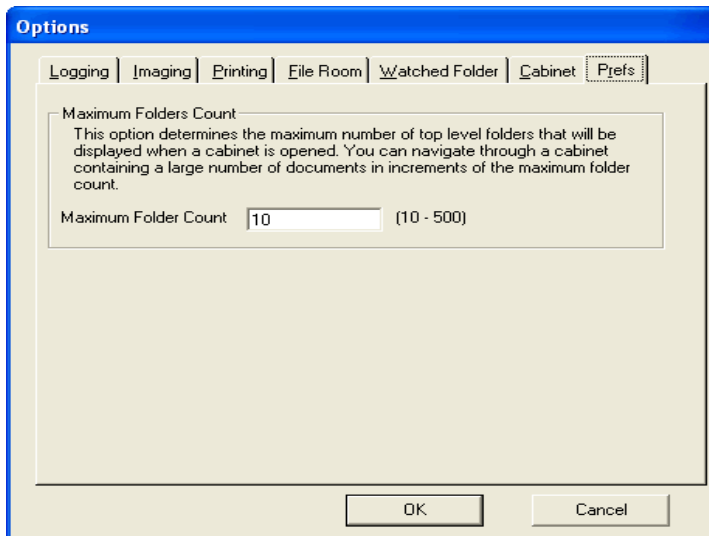 Options
Logging Imaging Printing File Room Watched Folder Cabinet Prefs
Maximum Folders Count
This option determines the maximum number of top level folders that will be
displayed when a cabinet is opened. You can navigate through a cabinet
containing a large number of documents in increments of the maximum folder
count.
Maximum Folder Count 10 (10 - 500)
OK Cancel